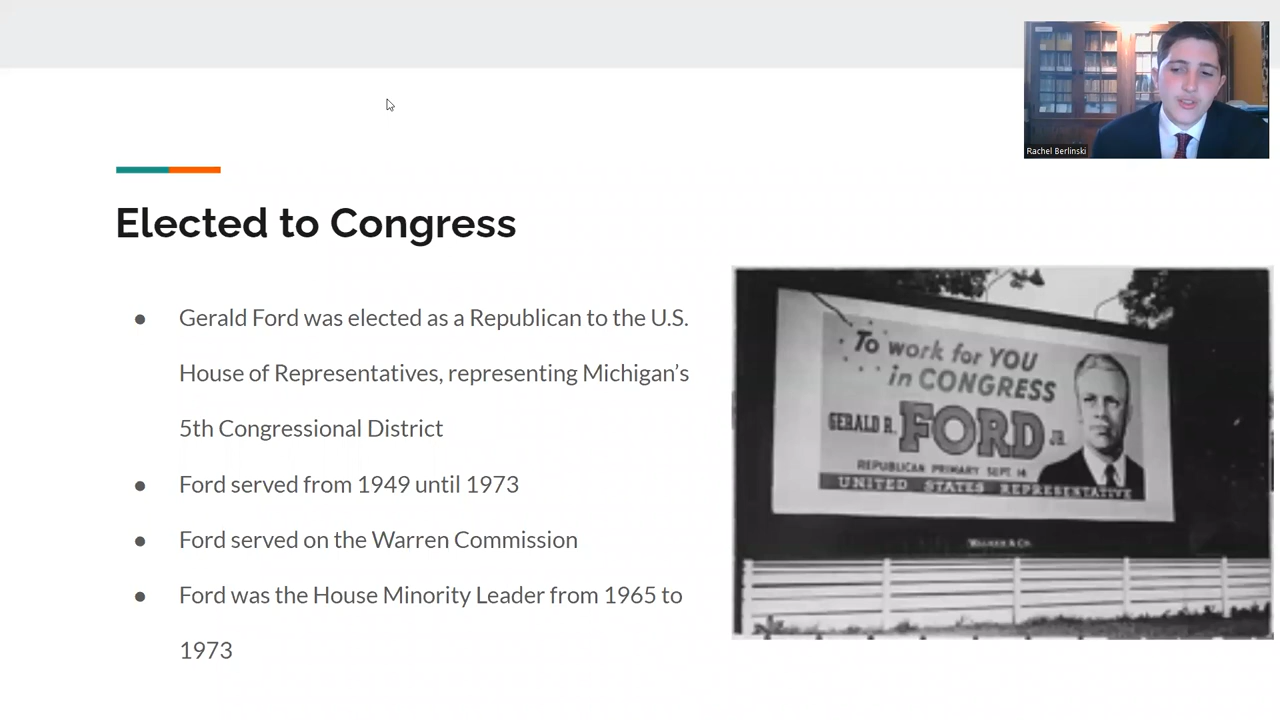 Rachel Berlinski
Elected to Congress
● Gerald Ford was elected as a Republican to the U.S.
House of Representatives, representing Michigan's
5th Congressional District
● Ford served from 1949 until 1973
● Ford served on the Warren Commission
● Ford was the House Minority Leader from 1965 to
1973
To work for YOU
in CONGRESS
GERALD R. FORD JR.
REPUBLICAN PRIMARY SEPT 14
UNITED STATES REPRESENTATIVE